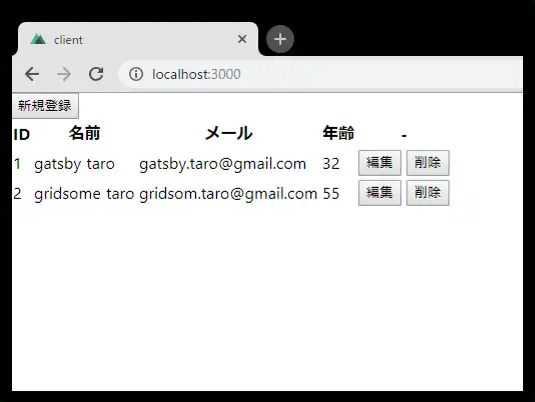 client
localhost:3000
新規登録
ID 名前 メール 年齢 -
1 gatsby taro gatsby.taro@gmail.com 32 編集 削除
2 gridsome taro gridsom.taro@gmail.com 55 編集 削除